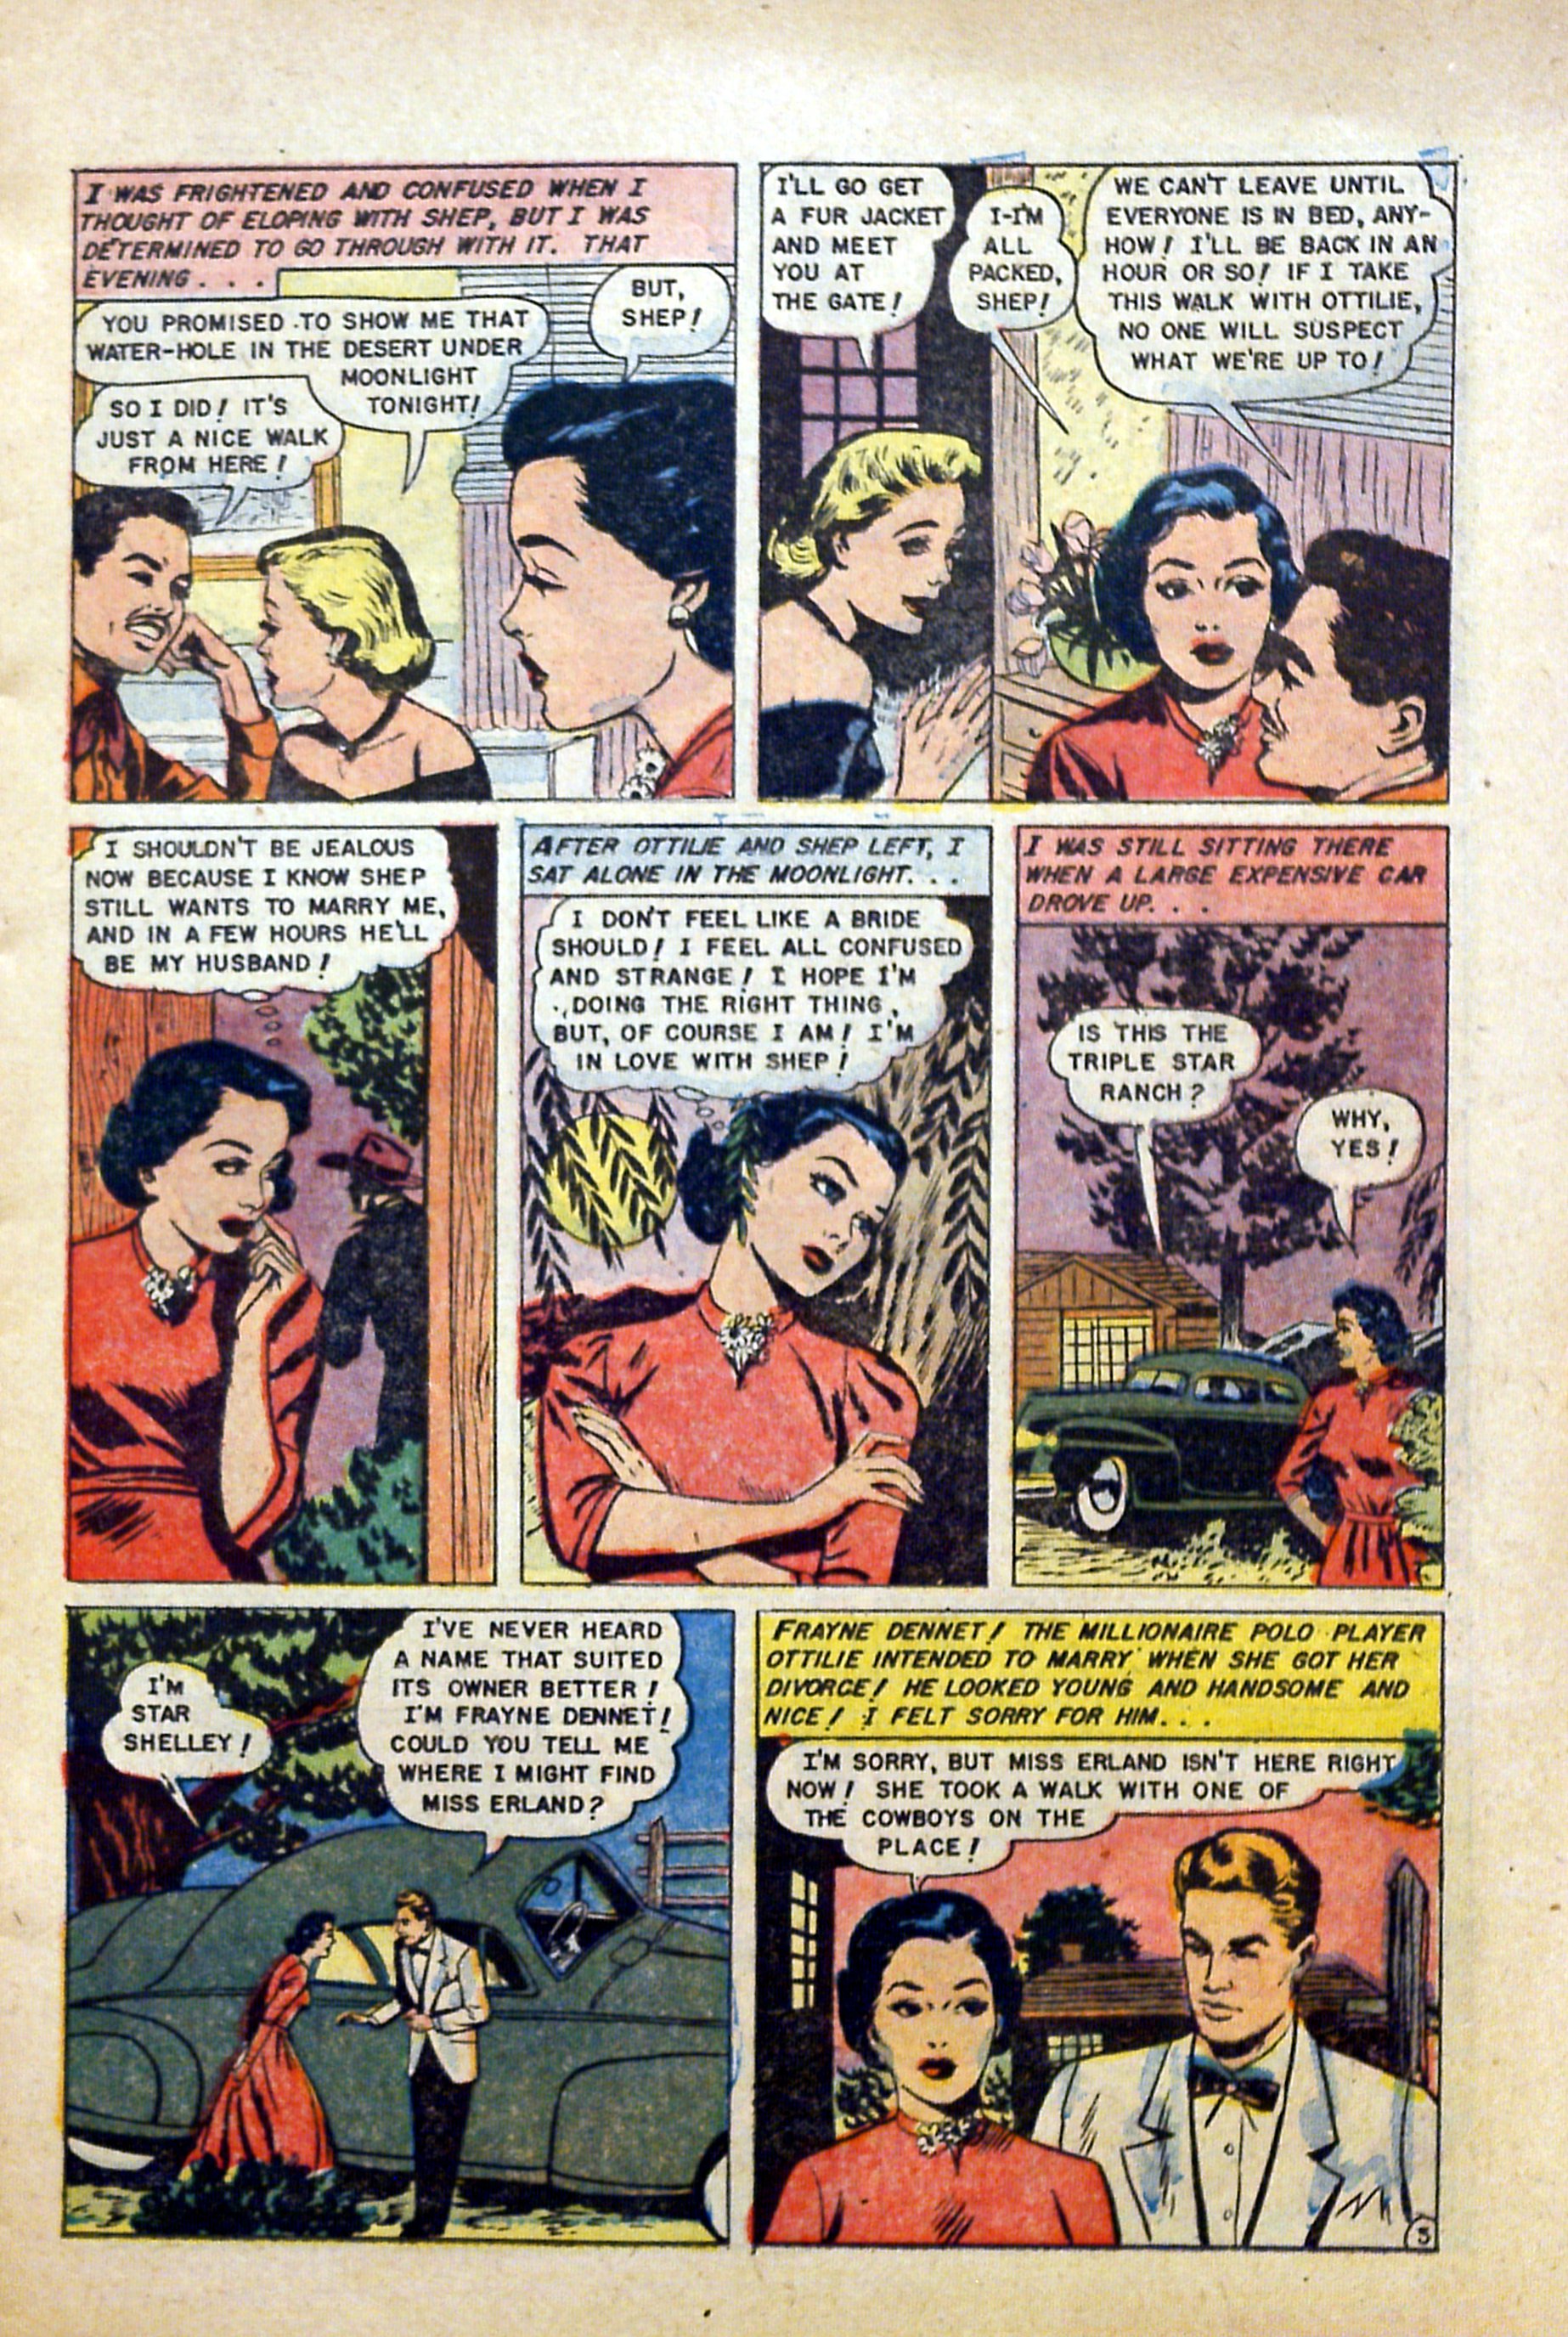 I WAS FRIGHTENED AND CONFUSED WHEN I
THOUGHT OF ELOPING WITH SHEP, BUT I WAS
DETERMINED TO GO THROUGH WITH IT. THAT
EVENING . . .
YOU PROMISED TO SHOW ME THAT
WATER-HOLE IN THE DESERT UNDER
MOONLIGHT
TONIGHT!
SO I DID! IT'S
JUST A NICE WALK
FROM HERE!
BUT,
SHEP!
I'LL GO GET
A FUR JACKET
AND MEET
YOU AT
THE GATE!
I-I'M
ALL
PACKED,
SHEP!
WE CAN'T LEAVE UNTIL
EVERYONE IS IN BED, ANY-
HOW! I'LL BE BACK IN AN
HOUR OR SO! IF I TAKE
THIS WALK WITH OTTILIE,
NO ONE WILL SUSPECT
WHAT WE'RE UP TO!
I SHOULDN'T BE JEALOUS
NOW BECAUSE I KNOW SHEP
STILL WANTS TO MARRY ME,
AND IN A FEW HOURS HE'LL
BE MY HUSBAND!
AFTER OTTILIE AND SHEP LEFT, I
SAT ALONE IN THE MOONLIGHT. . .
I DON'T FEEL LIKE A BRIDE
SHOULD! I FEEL ALL CONFUSED
AND STRANGE! I HOPE I'M
DOING THE RIGHT THING,
BUT, OF COURSE I AM! I'M
IN LOVE WITH SHEP!
I WAS STILL SITTING THERE
WHEN A LARGE EXPENSIVE CAR
DROVE UP. . .
IS THIS THE
TRIPLE STAR
RANCH?
WHY,
YES!
I'M
STAR
SHELLEY!
I'VE NEVER HEARD
A NAME THAT SUITED
ITS OWNER BETTER!
I'M FRAYNE DENNET!
COULD YOU TELL ME
WHERE I MIGHT FIND
MISS ERLAND?
FRAYNE DENNET! THE MILLIONAIRE POLO PLAYER
OTTILIE INTENDED TO MARRY WHEN SHE GOT HER
DIVORCE! HE LOOKED YOUNG AND HANDSOME AND
NICE! I FELT SORRY FOR HIM. . .
I'M SORRY, BUT MISS ERLAND ISN'T HERE RIGHT
NOW! SHE TOOK A WALK WITH ONE OF
THE COWBOYS ON THE
PLACE!
5